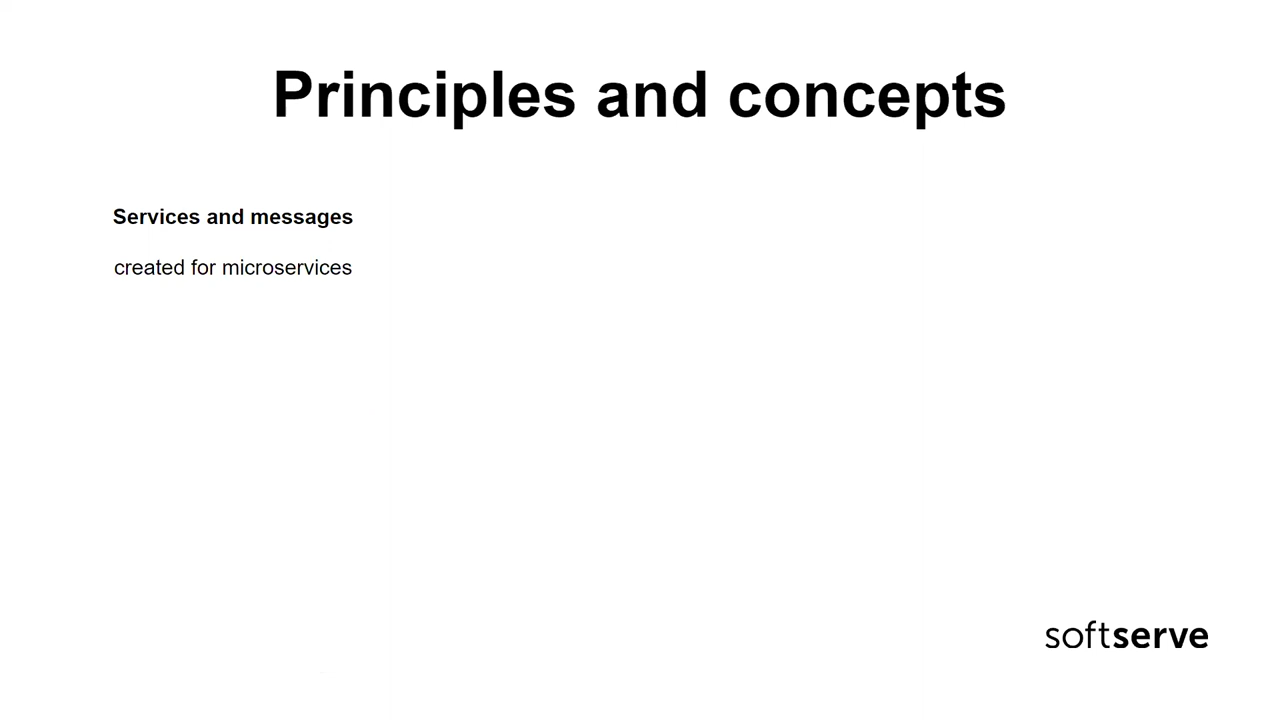 Principles and concepts
Services and messages
created for microservices
softserve